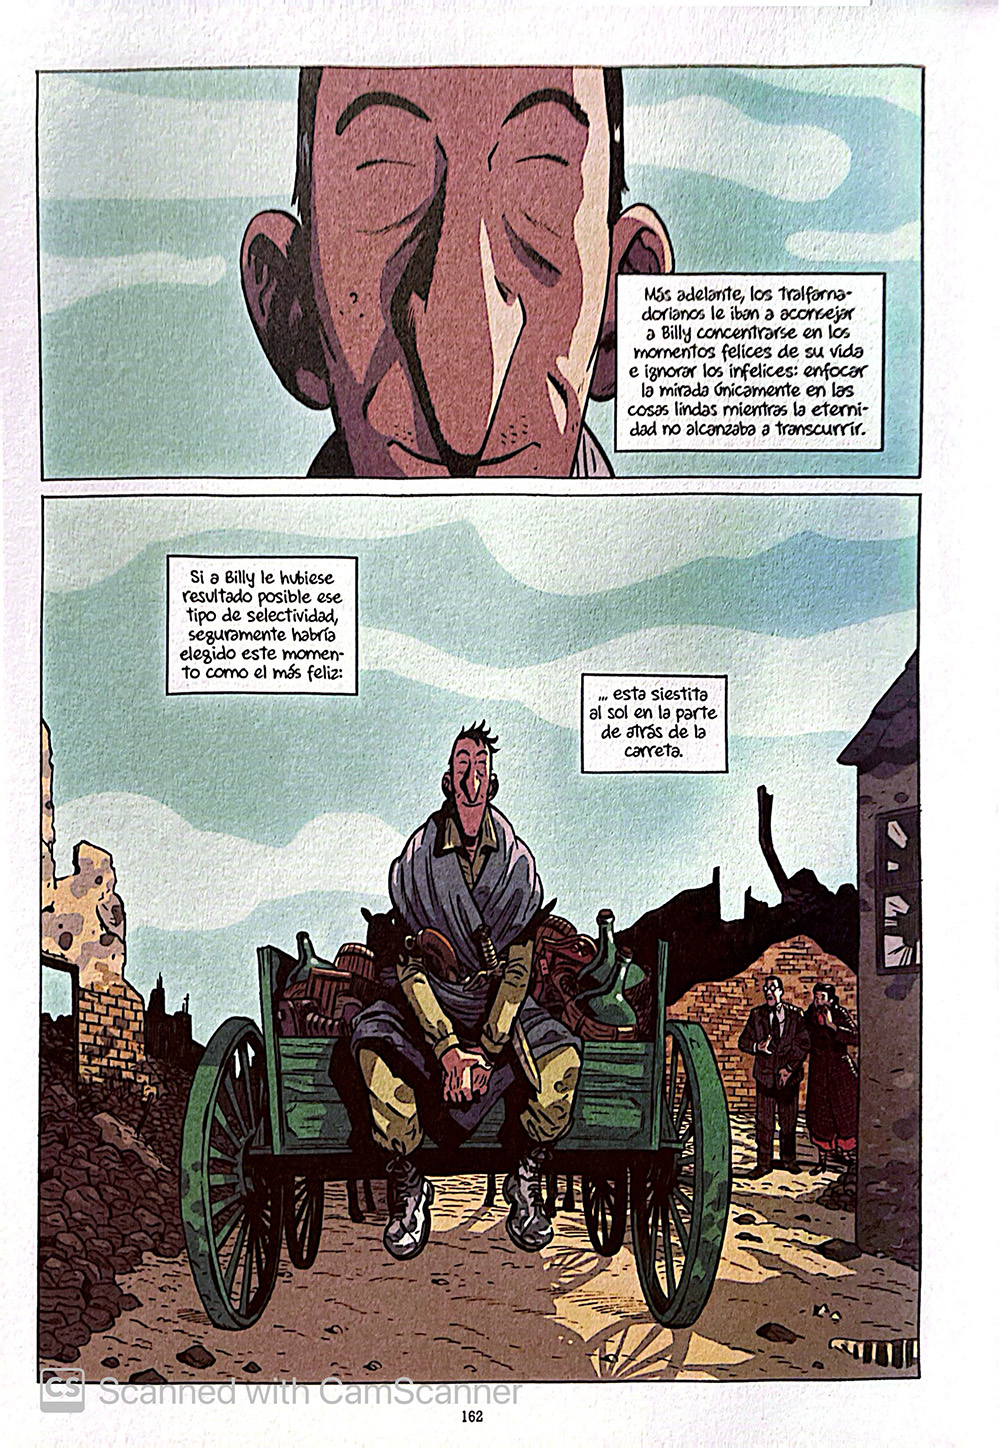 Más adelante, los tralfama-
dorianos le iban a aconsejar
a Billy concentrarse en los
momentos felices de su vida
e ignorar los infelices: enfocar
la mirada únicamente en las
cosas lindas mientras la eterni-
dad no alcanzaba a transcurrir.
Si a Billy le hubiese
resultado posible ese
tipo de selectividad,
seguramente habría
elegido este momen-
to como el más feliz:
... esta siestita
al sol en la parte
de atrás de la
carreta.
CS Scanned with CamScanner
162